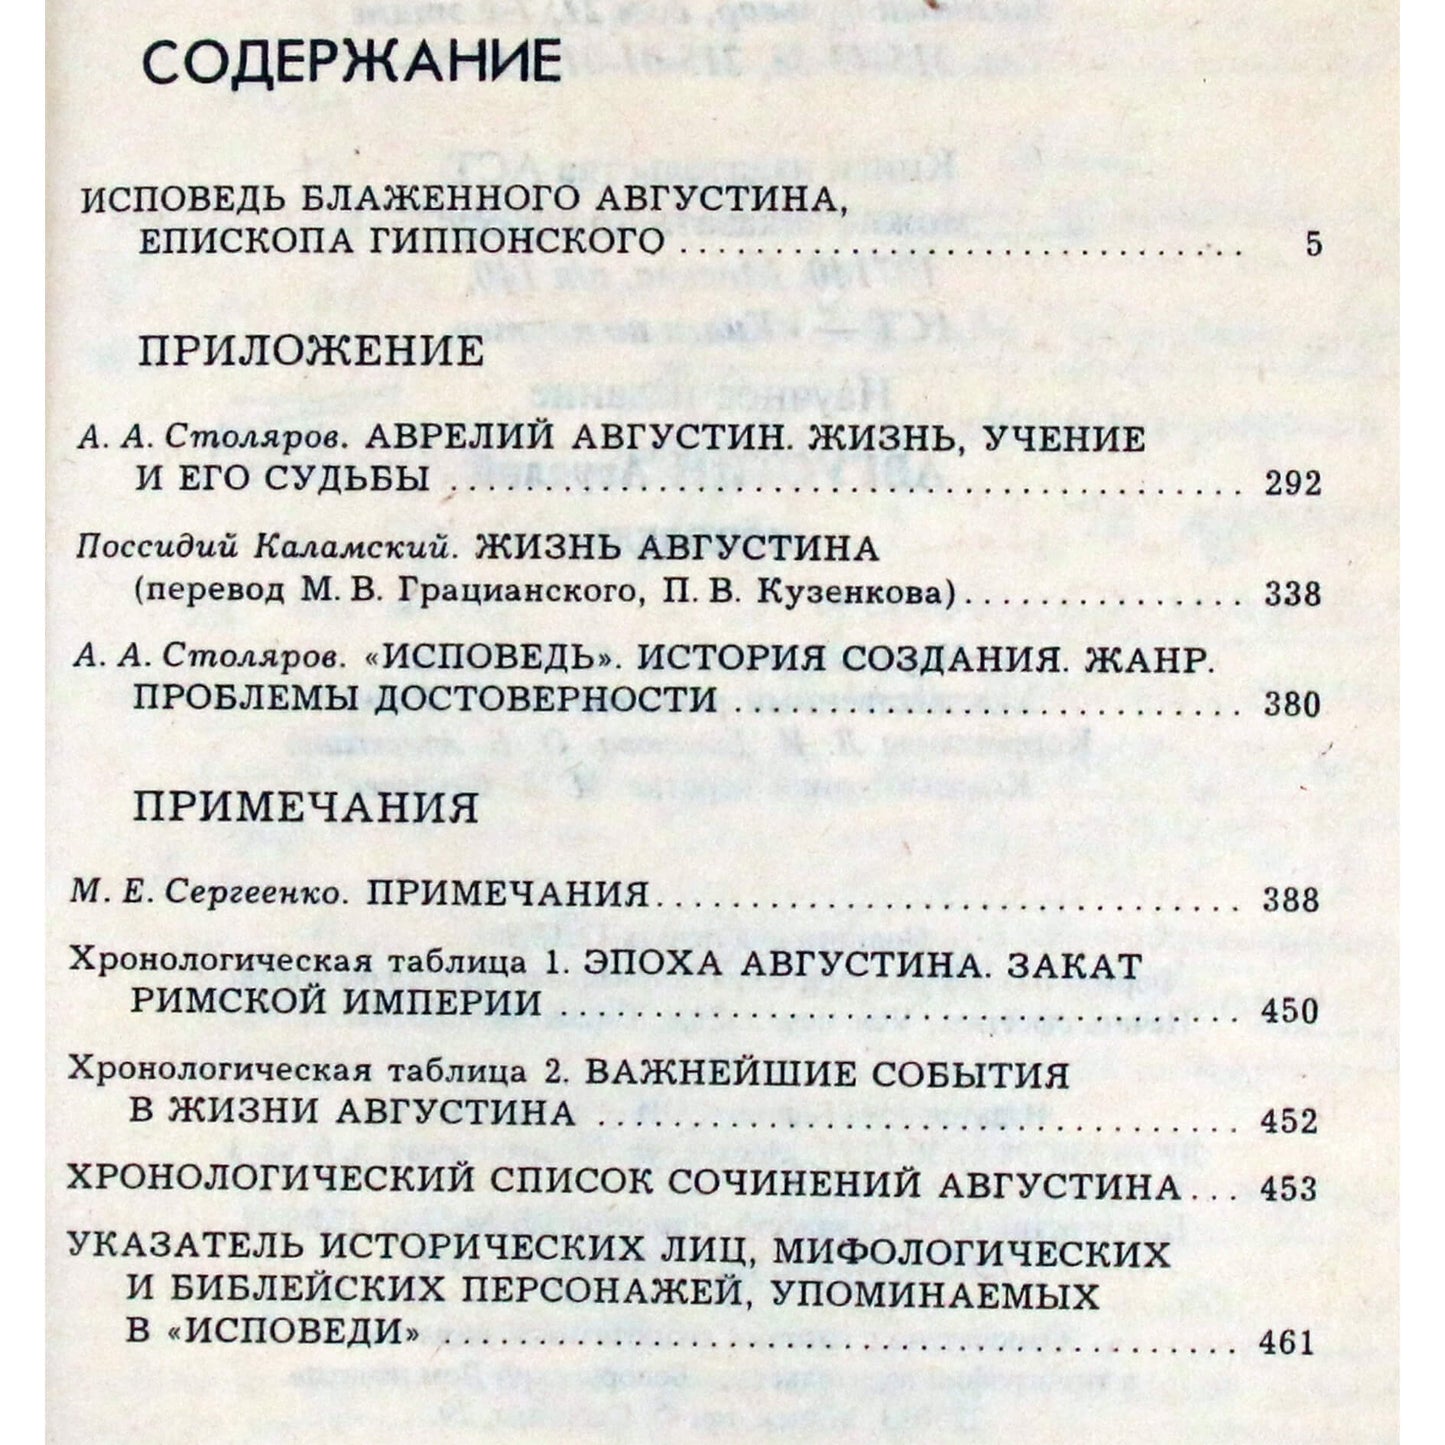 СОДЕРЖАНИЕ
ИСПОВЕДЬ БЛАЖЕННОГО АВГУСТИНА,
ЕПИСКОПА ГИППОНСКОГО .............................. 5
ПРИЛОЖЕНИЕ
А. А. Столяров. АВРЕЛИЙ АВГУСТИН. ЖИЗНЬ, УЧЕНИЕ
И ЕГО СУДЬБЫ .......................................... 292
Поссидий Каламский. ЖИЗНЬ АВГУСТИНА
(перевод М. В. Грацианского, П. В. Кузенкова)............... 338
А. А. Столяров. «ИСПОВЕДЬ». ИСТОРИЯ СОЗДАНИЯ. ЖАНР.
ПРОБЛЕМЫ ДОСТОВЕРНОСТИ ........................... 380
ПРИМЕЧАНИЯ
М. Е. Сергеенко. ПРИМЕЧАНИЯ............................... 388
Хронологическая таблица 1. ЭПОХА АВГУСТИНА. ЗАКАТ
РИМСКОЙ ИМПЕРИИ .................................... 450
Хронологическая таблица 2. ВАЖНЕЙШИЕ СОБЫТИЯ
В ЖИЗНИ АВГУСТИНА .................................. 452
ХРОНОЛОГИЧЕСКИЙ СПИСОК СОЧИНЕНИЙ АВГУСТИНА... 453
УКАЗАТЕЛЬ ИСТОРИЧЕСКИХ ЛИЦ, МИФОЛОГИЧЕСКИХ
И БИБЛЕЙСКИХ ПЕРСОНАЖЕЙ, УПОМИНАЕМЫХ
В «ИСПОВЕДИ» .......................................... 461